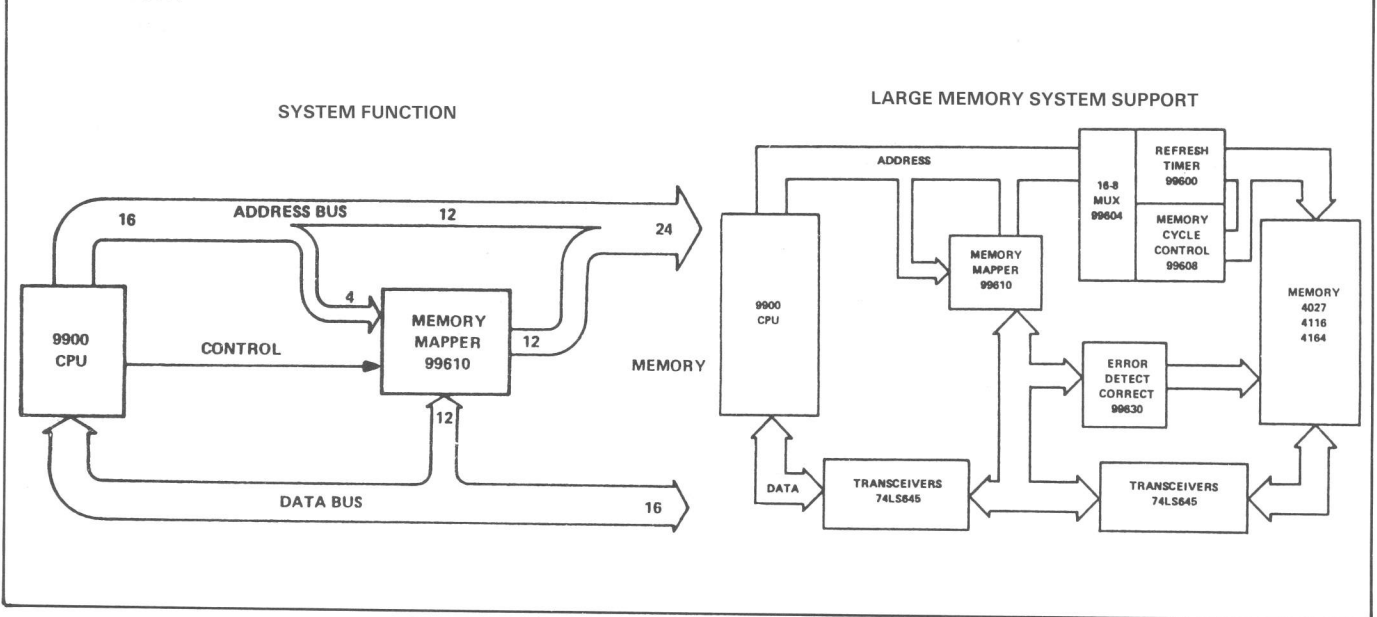 SYSTEM FUNCTION
16
ADDRESS BUS
12
24
4
9900
CPU
CONTROL
MEMORY
MAPPER
99610
12
MEMORY
12
DATA BUS
16
LARGE MEMORY SYSTEM SUPPORT
ADDRESS
16-8
MUX
99604
REFRESH
TIMER
99600
MEMORY
CYCLE
CONTROL
99608
MEMORY
MAPPER
99610
9900
CPU
MEMORY
4027
4116
4164
ERROR
DETECT
CORRECT
99630
DATA
TRANSCEIVERS
74LS645
TRANSCEIVERS
74LS645